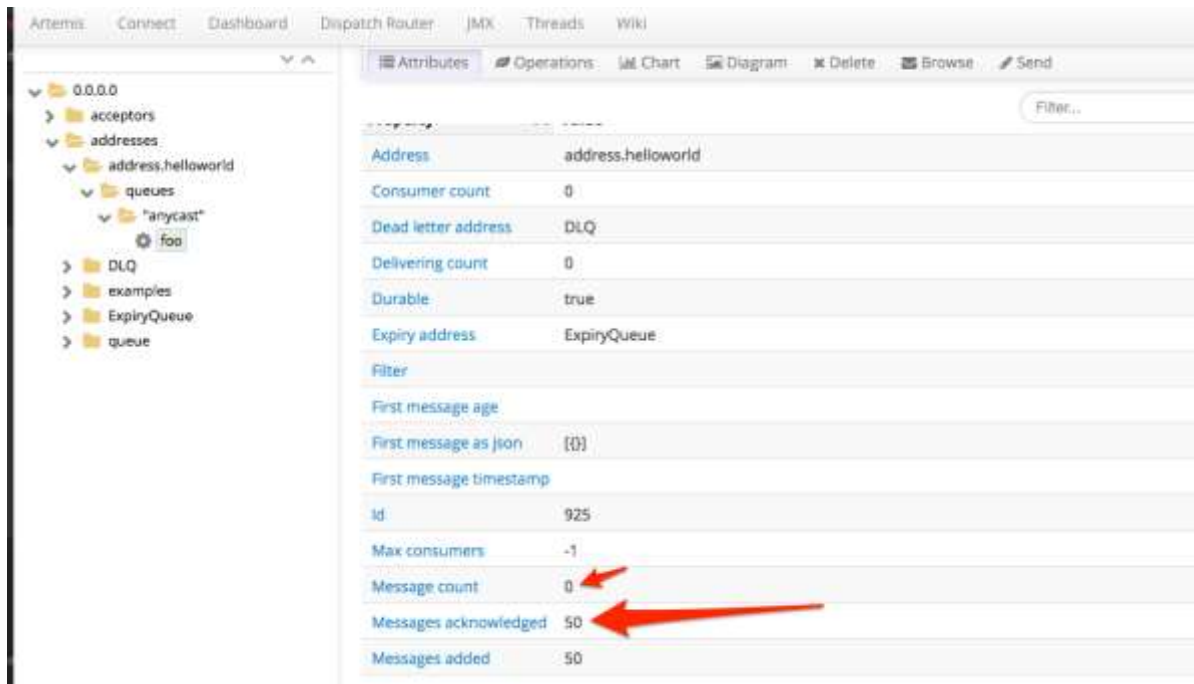 Artemis Connect Dashboard Dispatch Router JMX Threads Wiki
Attributes Operations Chart Diagram Delete Browse Send
Filter...
0.0.0.0
acceptors
addresses
address.helloworld
queues
"anycast"
foo
DLQ
examples
ExpiryQueue
queue
Address address.helloworld
Consumer count 0
Dead letter address DLQ
Delivering count 0
Durable true
Expiry address ExpiryQueue
Filter
First message age
First message as json [{}]
First message timestamp
Id 925
Max consumers -1
Message count 0
Messages acknowledged 50
Messages added 50